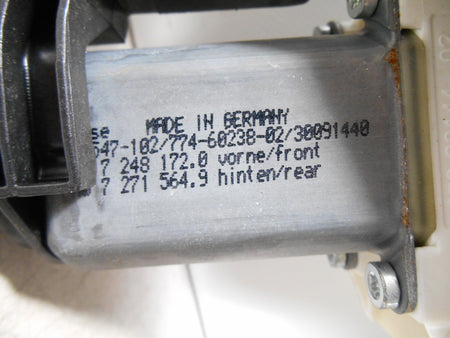 se
MADE IN GERMANY
647-102/774-60238-02/30091440
7 248 172.0 vorne/front
7 271 564.9 hinten/rear